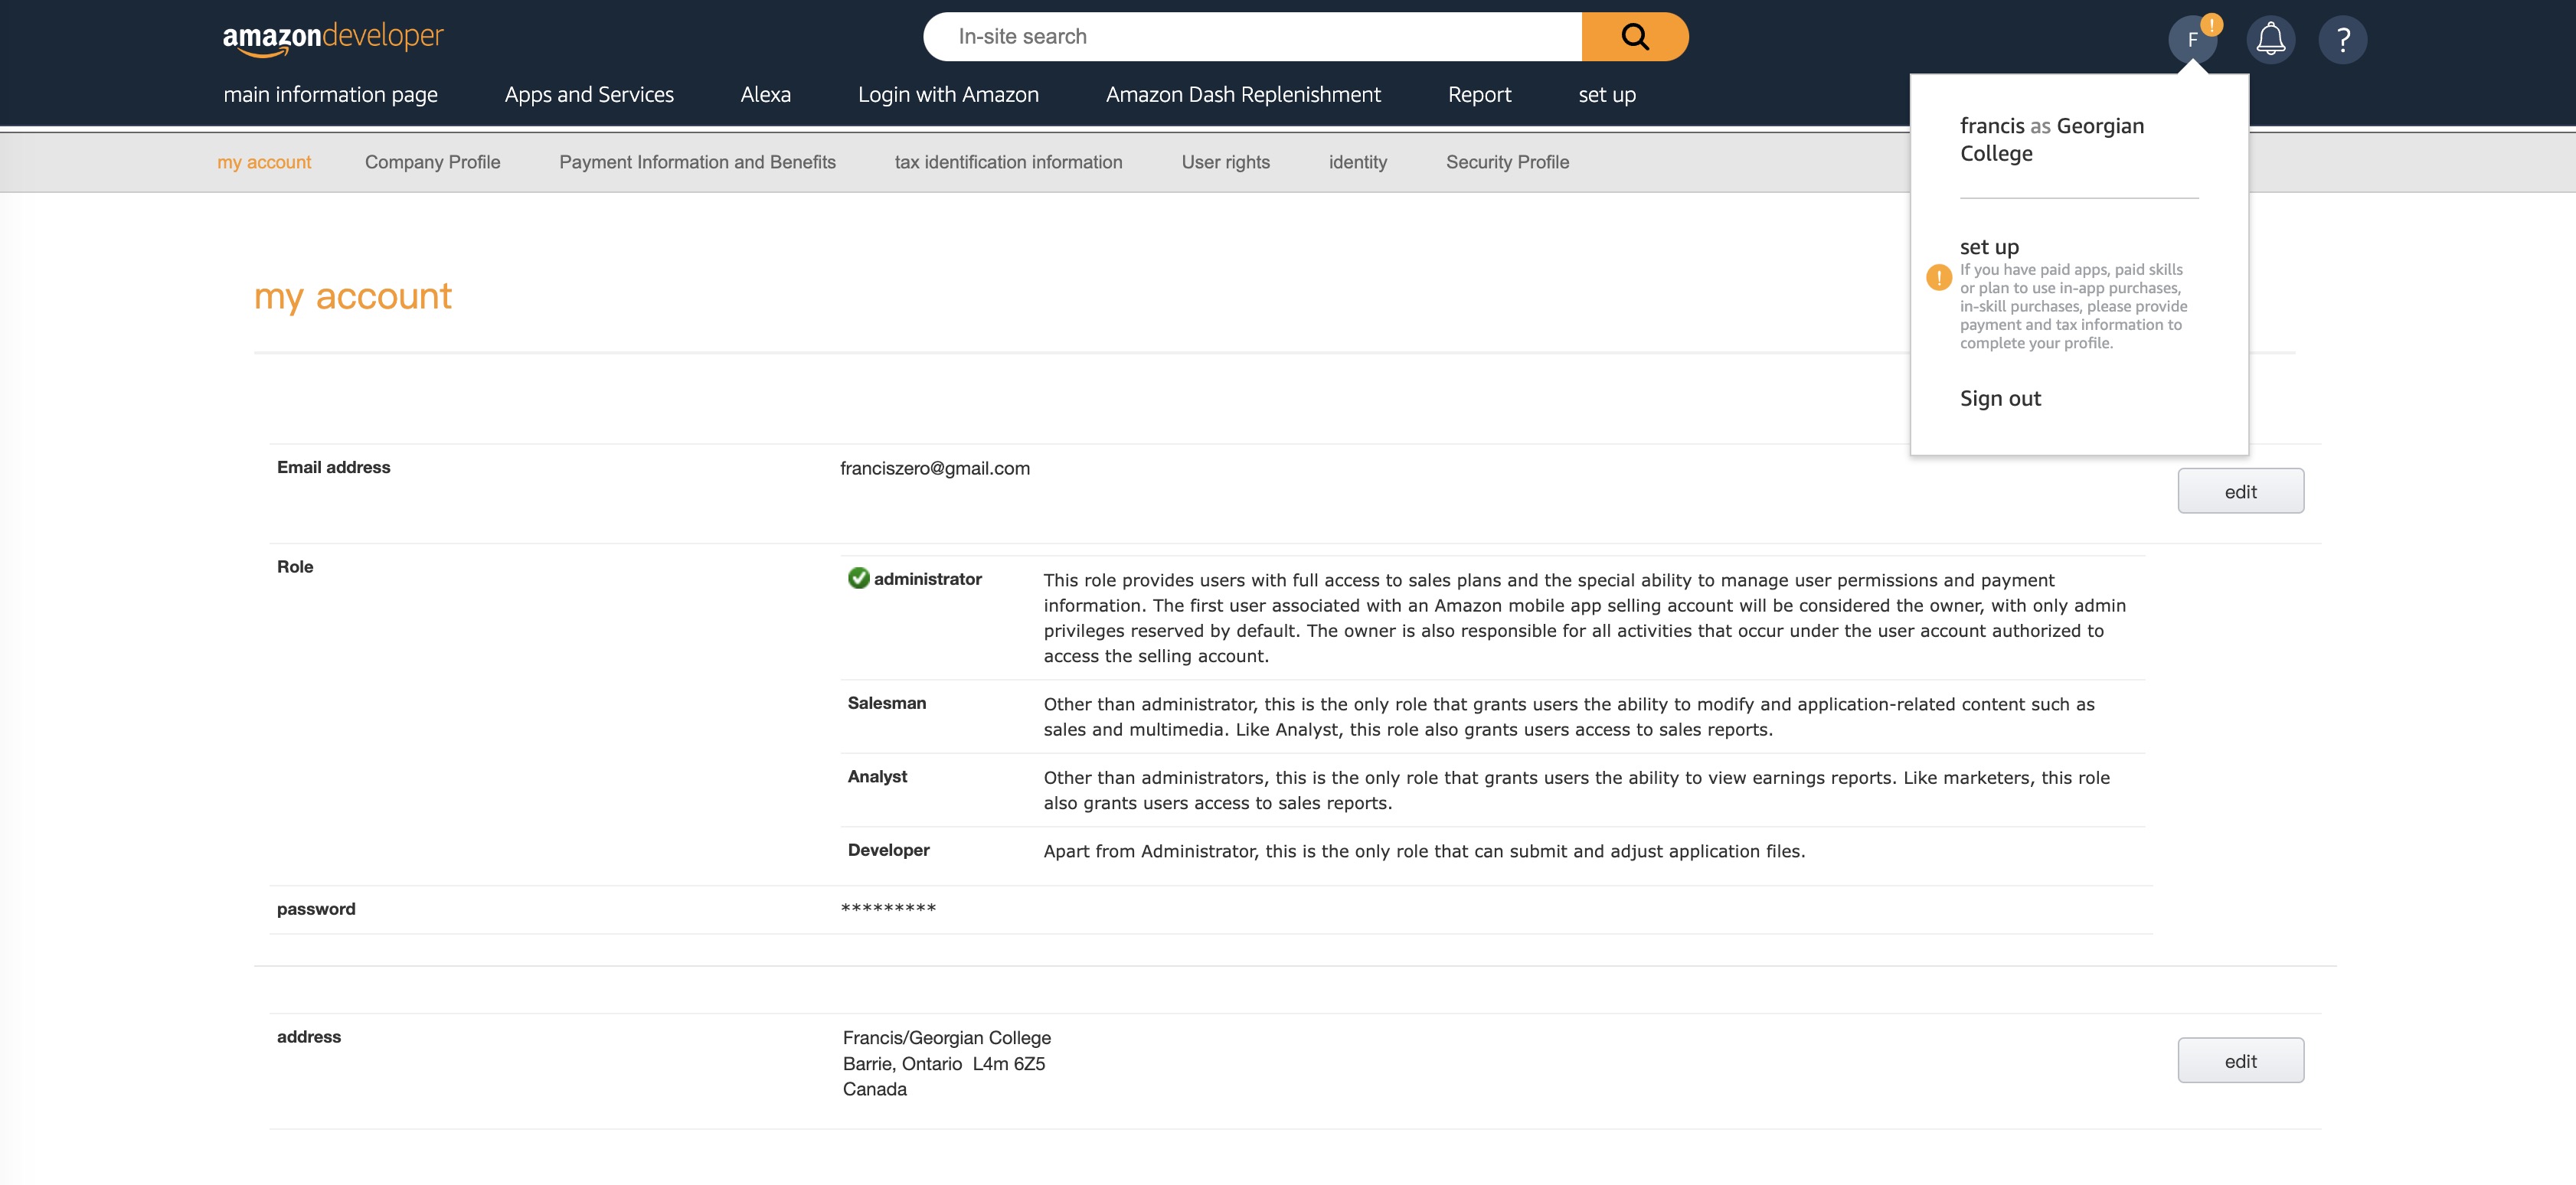 amazondeveloper
In-site search
F
!
?
main information page
Apps and Services
Alexa
Login with Amazon
Amazon Dash Replenishment
Report
set up
francis as Georgian
College
set up
!
If you have paid apps, paid skills
or plan to use in-app purchases,
in-skill purchases, please provide
payment and tax information to
complete your profile.
Sign out
my account
Company Profile
Payment Information and Benefits
tax identification information
User rights
identity
Security Profile
my account
Email address
franciszero@gmail.com
edit
Role
administrator
This role provides users with full access to sales plans and the special ability to manage user permissions and payment
information. The first user associated with an Amazon mobile app selling account will be considered the owner, with only admin
privileges reserved by default. The owner is also responsible for all activities that occur under the user account authorized to
access the selling account.
Salesman
Other than administrator, this is the only role that grants users the ability to modify and application-related content such as
sales and multimedia. Like Analyst, this role also grants users access to sales reports.
Analyst
Other than administrators, this is the only role that grants users the ability to view earnings reports. Like marketers, this role
also grants users access to sales reports.
Developer
Apart from Administrator, this is the only role that can submit and adjust application files.
password
*********
address
Francis/Georgian College
Barrie, Ontario  L4m 6Z5
Canada
edit